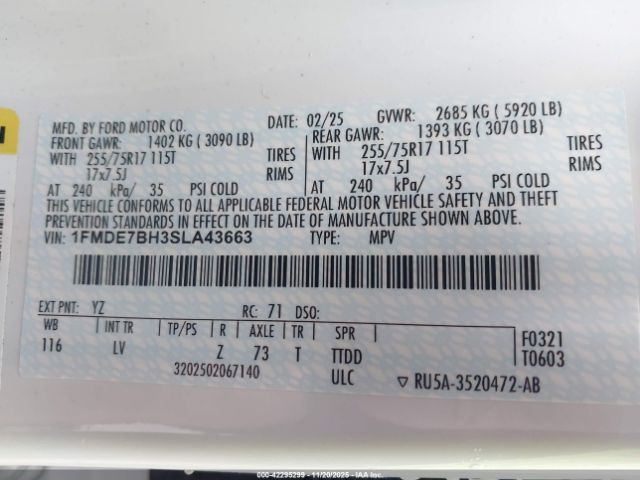 MFD. BY FORD MOTOR CO.
DATE: 02/25 GVWR: 2685 KG ( 5920 LB)
FRONT GAWR: 1402 KG ( 3090 LB)
REAR GAWR: 1393 KG ( 3070 LB)
WITH 255/75R17 115T TIRES
17x7.5J RIMS
AT 240 kPa/ 35 PSI COLD
WITH 255/75R17 115T TIRES
17x7.5J RIMS
AT 240 kPa/ 35 PSI COLD
THIS VEHICLE CONFORMS TO ALL APPLICABLE FEDERAL MOTOR VEHICLE SAFETY AND THEFT
PREVENTION STANDARDS IN EFFECT ON THE DATE OF MANUFACTURE SHOWN ABOVE.
VIN: 1FMDE7BH3SLA43663 TYPE: MPV
EXT PNT: YZ RC: 71 DSO:
WB INT TR TP/PS R AXLE TR SPR F0321
116 LV Z 73 T TTDD T0603
3202502067140 ULC RU5A-3520472-AB
000-42295299 - 11/20/2025 - IAA Inc.